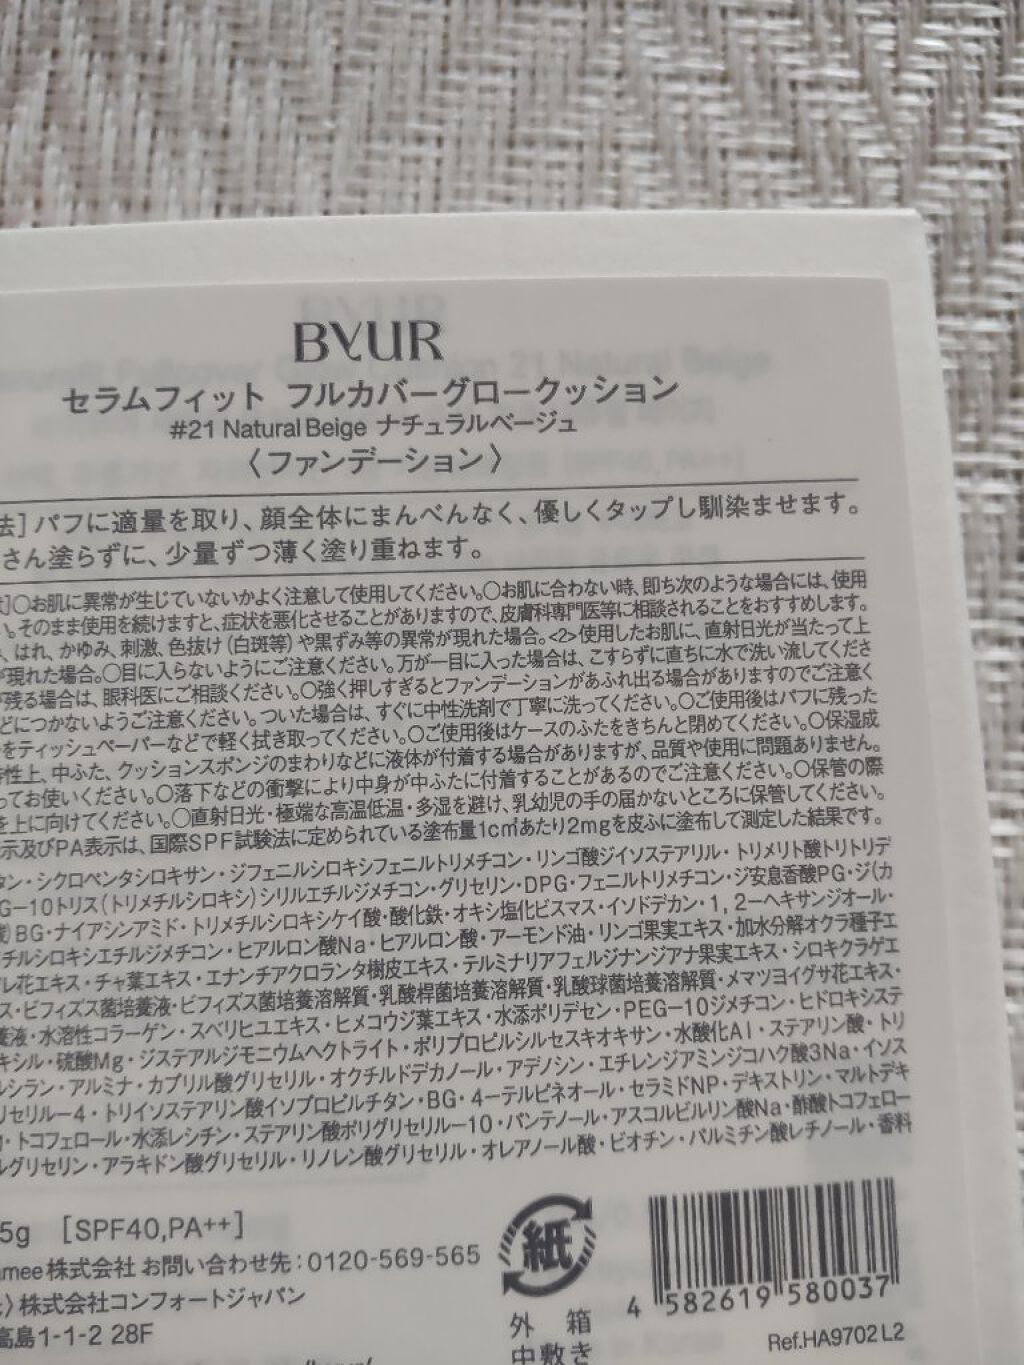 BYUR
セラムフィット フルカバーグロークッション
#21 Natural Beige ナチュラルベージュ
〈ファンデーション〉
法]パフに適量を取り、顔全体にまんべんなく、優しくタップし馴染ませます。
さん塗らずに、少量ずつ薄く塗り重ねます。
]○お肌に異常が生じていないかよく注意して使用してください。○お肌に合わない時、即ち次のような場合には、使用
い。そのまま使用を続けますと、症状を悪化させることがありますので、皮膚科専門医等に相談されることをおすすめします。
、はれ、かゆみ、刺激、色抜け(白斑等)や黒ずみ等の異常が現れた場合。<2>使用したお肌に、直射日光が当たって上
が現れた場合。○目に入らないようにご注意ください。万が一目に入った場合は、こすらずに直ちに水で洗い流してくださ
が残る場合は、眼科医にご相談ください。○強く押しすぎるとファンデーションがあふれ出る場合がありますのでご注意く
どにつかないようご注意ください。ついた場合は、すぐに中性洗剤で丁寧に洗ってください。○ご使用後はパフに残った
をティッシュペーパーなどで軽く拭き取ってください。○ご使用後はケースのふたをきちんと閉めてください。○保湿成
特性上、中ふた、クッションスポンジのまわりなどに液体が付着する場合がありますが、品質や使用に問題ありません。
ってお使いください。○落下などの衝撃により中身が中ふたに付着することがあるのでご注意ください。○保管の際
を上に向けてください。○直射日光・極端な高温低温・多湿を避け、乳幼児の手の届かないところに保管してください。
示及びPA表示は、国際SPF試験法に定められている塗布量1c㎡あたり2mgを皮ふに塗布して測定した結果です。
タン・シクロペンタシロキサン・ジフェニルシロキシフェニルトリメチコン・リンゴ酸ジイソステアリル・トリメリト酸トリトリデ
G-10トリス(トリメチルシロキシ)シリルエチルジメチコン・グリセリン・DPG・フェニルトリメチコン・ジ安息香酸PG・ジ(カ
)BG・ナイアシンアミド・トリメチルシロキシケイ酸・酸化鉄・オキシ塩化ビスマス・イソドデカン・1,2-ヘキサンジオール・
チルシロキシエチルジメチコン・ヒアルロン酸Na・ヒアルロン酸・アーモンド油・リンゴ果実エキス・加水分解オクラ種子エ
レ花エキス・チャ葉エキス・エナンチアクロランタ樹皮エキス・テルミナリアフェルジナンジアナ果実エキス・シロキクラゲエ
ス・ビフィズス菌培養液・ビフィズス菌培養溶解質・乳酸桿菌培養溶解質・乳酸球菌培養溶解質・メマツヨイグサ花エキス・
養液・水溶性コラーゲン・スベリヒユエキス・ヒメコウジ葉エキス・水添ポリデセン・PEG-10ジメチコン・ヒドロキシステ
キシル・硫酸Mg・ジステアルジモニウムヘクトライト・ポリプロピルシルセスキオキサン・水酸化Al・ステアリン酸・トリ
シラン・アルミナ・カプリル酸グリセリル・オクチルドデカノール・アデノシン・エチレンジアミンジコハク酸3Na・イソス
リセリル-4・トリイソステアリン酸イソプロピルチタン・BG・4-テルピネオール・セラミドNP・デキストリン・マルトデキ
・トコフェロール・水添レシチン・ステアリン酸ポリグリセリル-10・パンテノール・アスコルビルリン酸Na・酢酸トコフェロー
ルグリセリン・アラキドン酸グリセリル・リノレン酸グリセリル・オレアノール酸・ビオチン・パルミチン酸レチノール・香料
5g [SPF40,PA++]
mee株式会社 お問い合わせ先:0120-569-565
〉株式会社コンフォートジャパン
高島1-1-2 28F
紙
外 箱
中敷き
4 582619 580037
Ref.HA9702 L2